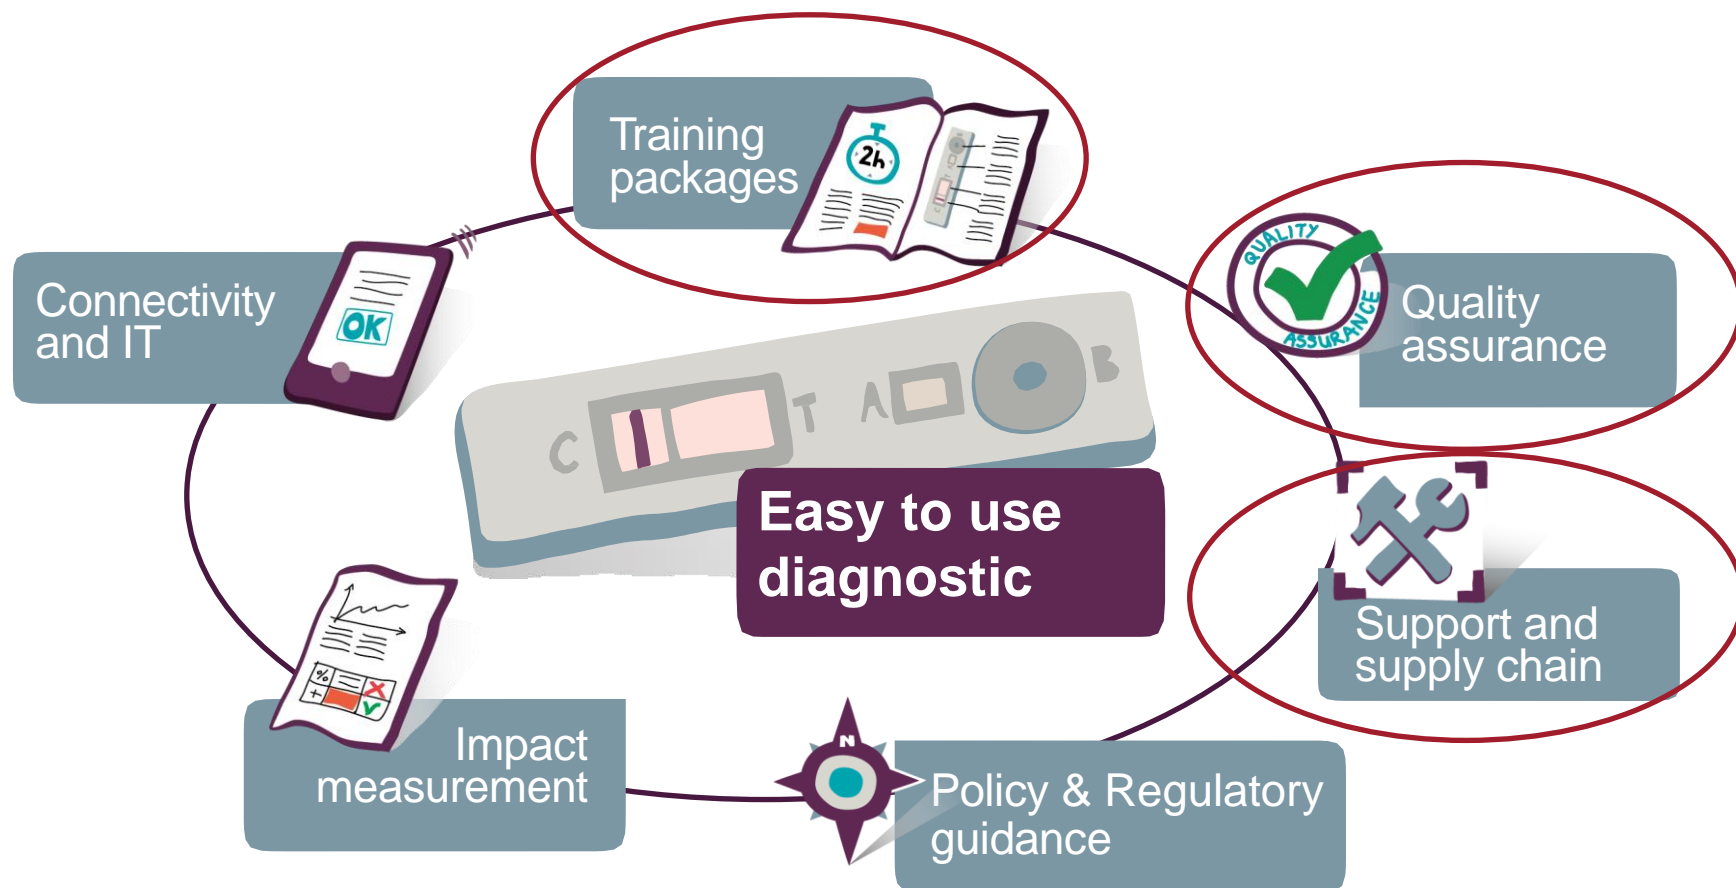 Training
packages
2h
Connectivity
and IT
OK
QUALITY
ASSURANCE
Quality
assurance
C
T
A
B
Easy to use
diagnostic
Support and
supply chain
%
+
Impact
measurement
N
Policy & Regulatory
guidance